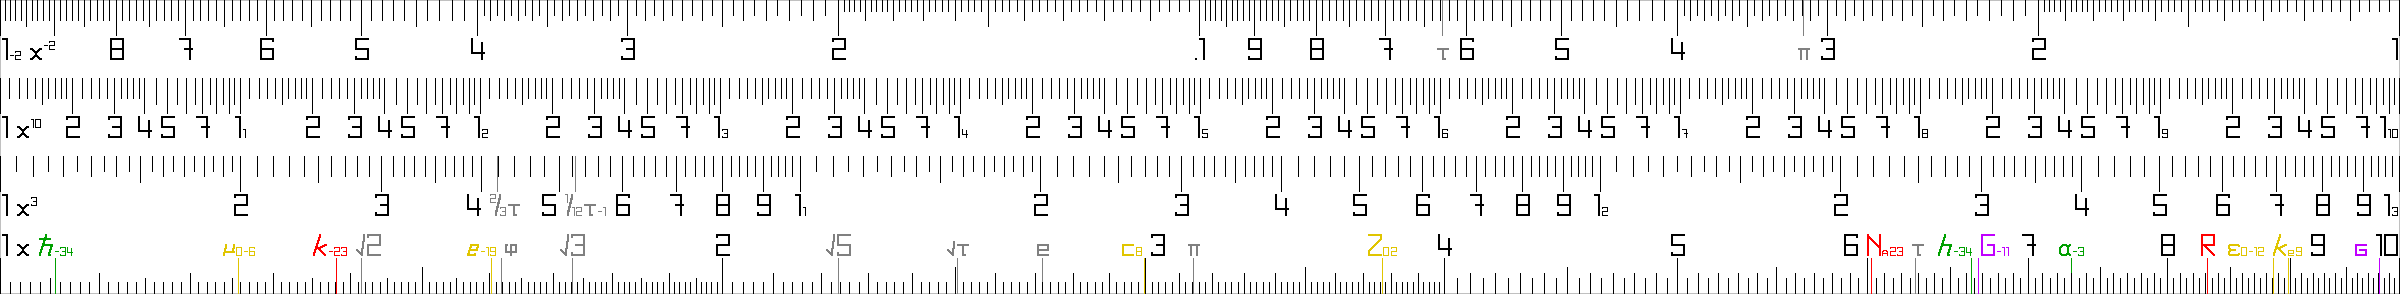 1₋₂ x⁻² 8 7 6 5 4 3 2 .1 9 8 7 τ 6 5 4 π 3 2 1
1 x¹⁰ 2 3 4 5 7 1₁ 2 3 4 5 7 1₂ 2 3 4 5 7 1₃ 2 3 4 5 7 1₄ 2 3 4 5 7 1₅ 2 3 4 5 7 1₆ 2 3 4 5 7 1₇ 2 3 4 5 7 1₈ 2 3 4 5 7 1₉ 2 3 4 5 7 1₁₀
1 x³ 2 3 4 ²/₃τ 5 ¹/₁₂τ₋₁ 6 7 8 9 1₁ 2 3 4 5 6 7 8 9 1₂ 2 3 4 5 6 7 8 9 1₃
1 x ℏ₋₃₄ μ₀₋₆ k₋₂₃ √2 e₋₁₉ φ √3 2 √5 √τ e c₈ 3 π Z₀₂ 4 5 6 Nₐ₂₃ τ h₋₃₄ G₋₁₁ 7 α₋₃ 8 R ε₀₋₁₂ kₑ₉ 9 G 10